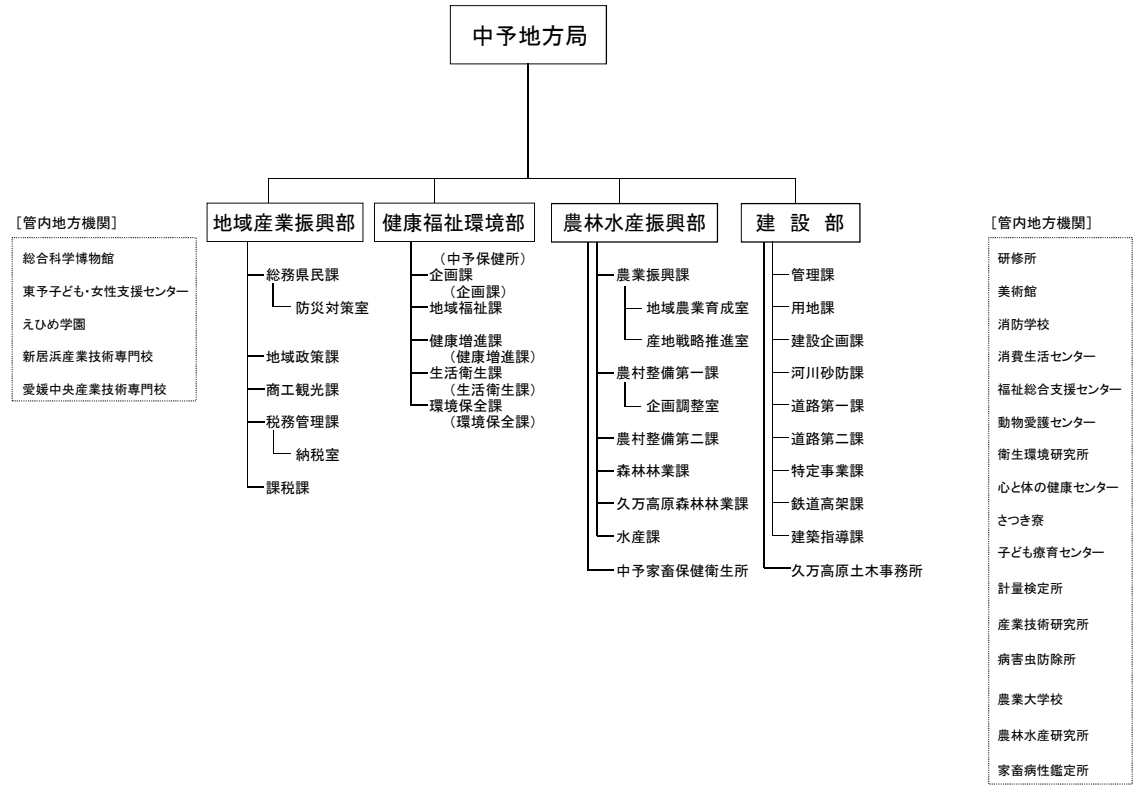 中予地方局
[管内地方機関]
総合科学博物館
東予子ども・女性支援センター
えひめ学園
新居浜産業技術専門校
愛媛中央産業技術専門校
地域産業振興部
総務県民課
防災対策室
地域政策課
商工観光課
税務管理課
納税室
課税課
健康福祉環境部
(中予保健所)
企画課
(企画課)
地域福祉課
健康増進課
(健康増進課)
生活衛生課
(生活衛生課)
環境保全課
(環境保全課)
農林水産振興部
農業振興課
地域農業育成室
産地戦略推進室
農村整備第一課
企画調整室
農村整備第二課
森林林業課
久万高原森林林業課
水産課
中予家畜保健衛生所
建設部
管理課
用地課
建設企画課
河川砂防課
道路第一課
道路第二課
特定事業課
鉄道高架課
建築指導課
久万高原土木事務所
[管内地方機関]
研修所
美術館
消防学校
消費生活センター
福祉総合支援センター
動物愛護センター
衛生環境研究所
心と体の健康センター
さつき寮
子ども療育センター
計量検定所
産業技術研究所
病害虫防除所
農業大学校
農林水産研究所
家畜病性鑑定所